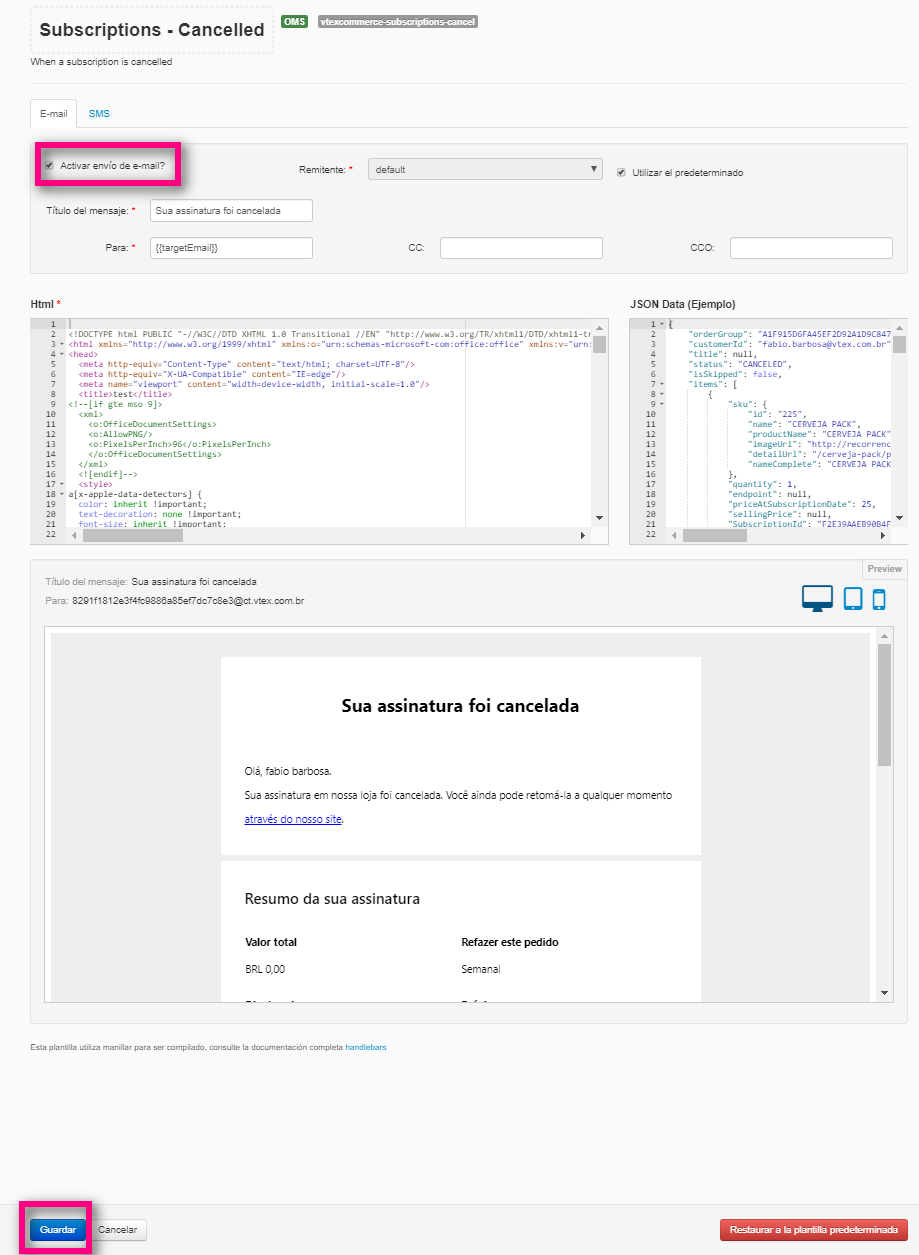 Subscriptions - Cancelled
OMS
vtexcommerce-subscriptions-cancel
When a subscription is cancelled
E-mail
SMS
Activar envío de e-mail?
Remitente: *
default
Utilizar el predeterminado
Título del mensaje: *
Sua assinatura foi cancelada
Para: *
{{targetEmail}}
CC:
CCO:
Html *
1
2 <!DOCTYPE html PUBLIC "-//W3C//DTD XHTML 1.0 Transitional //EN" "http://www.w3.org/TR/xhtml1/DTD/xhtml1-tr
3 <html xmlns="http://www.w3.org/1999/xhtml" xmlns:o="urn:schemas-microsoft-com:office:office" xmlns:v="urn:
4 <head>
5 <meta http-equiv="Content-Type" content="text/html; charset=UTF-8"/>
6 <meta http-equiv="X-UA-Compatible" content="IE=edge"/>
7 <meta name="viewport" content="width=device-width, initial-scale=1.0"/>
8 <title>test</title>
9 <!--[if gte mso 9]>
10 <xml>
11 <o:OfficeDocumentSettings>
12 <o:AllowPNG/>
13 <o:PixelsPerInch>96</o:PixelsPerInch>
14 </o:OfficeDocumentSettings>
15 </xml>
16 <![endif]-->
17 <style>
18 a[x-apple-data-detectors] {
19 color: inherit !important;
20 text-decoration: none !important;
21 font-size: inherit !important;
22
JSON Data (Ejemplo)
1 {
2 "orderGroup": "A1F915D6FA45EF2D92A1D9C847
3 "customerId": "fabio.barbosa@vtex.com.br"
4 "title": null,
5 "status": "CANCELED",
6 "isSkipped": false,
7 "items": [
8 {
9 "sku": {
10 "id": "225",
11 "name": "CERVEJA PACK",
12 "productName": "CERVEJA PACK"
13 "imageUrl": "http://recorrenc
14 "detailUrl": "/cerveja-pack/p
15 "nameComplete": "CERVEJA PACK
16 },
17 "quantity": 1,
18 "endpoint": null,
19 "priceAtSubscriptionDate": 25,
20 "sellingPrice": null,
21 "SubscriptionId": "F2E39AAEB90B4F
22
Preview
Título del mensaje: Sua assinatura foi cancelada
Para: 8291f1812e3f4fc9886a85ef7dc7c8e3@ct.vtex.com.br
Sua assinatura foi cancelada
Olá, fabio barbosa.
Sua assinatura em nossa loja foi cancelada. Você ainda pode retomá-la a qualquer momento
através do nosso site.
Resumo da sua assinatura
Valor total
Refazer este pedido
BRL 0,00
Semanal
Esta plantilla utiliza manillar para ser compilado, consulte la documentación completa handlebars
Guardar
Cancelar
Restaurar a la plantilla predeterminada